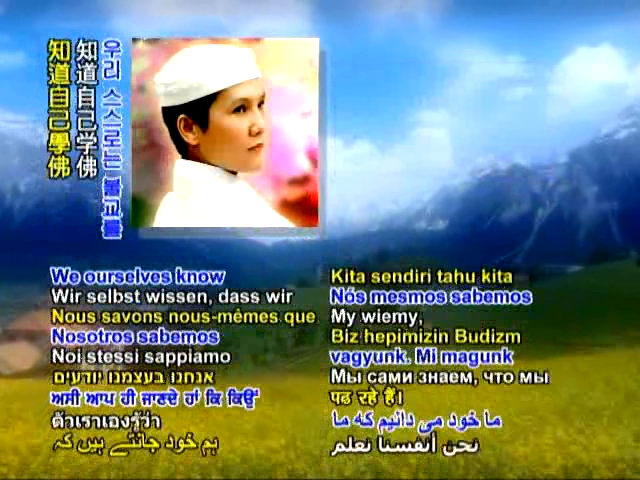 知道自己學佛
知道自己学佛
우리 스스로는 불교를
We ourselves know
Wir selbst wissen, dass wir
Nous savons nous-mêmes que
Nosotros sabemos
Noi stessi sappiamo
אנחנו בעצמנו יודעים
ਅਸੀ ਆਪ ਹੀ ਜਾਣਦੇ ਹਾਂ ਕਿ ਕਿਉਂ
ตัวเราเองรู้ว่า
ہم خود جانتے ہیں کہ
Kita sendiri tahu kita
Nós mesmos sabemos
My wiemy,
Biz hepimizin Budizm
vagyunk. Mi magunk
Мы сами знаем, что мы
पढ रहे हैं।
ما خود می دانیم که ما
نحن أنفسنا نعلم